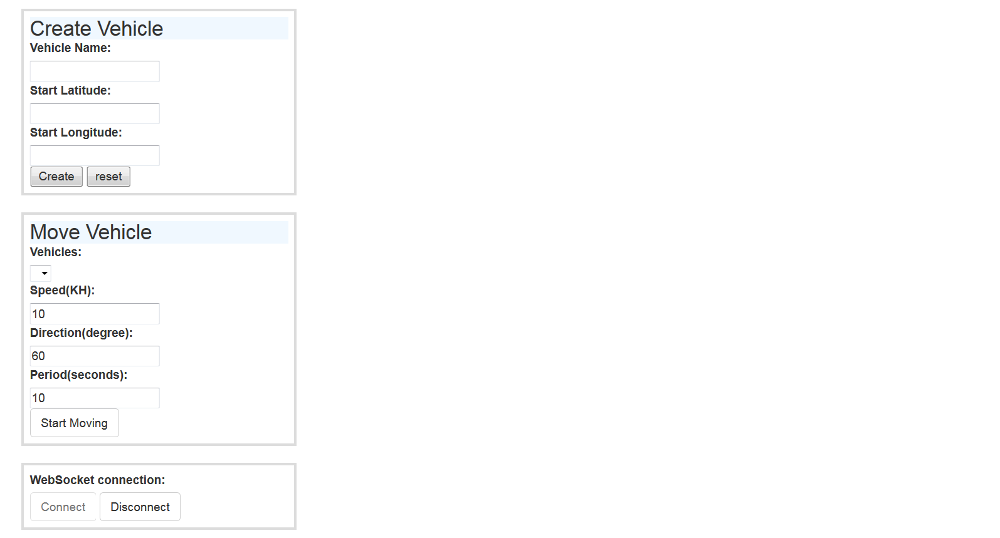 Create Vehicle
Vehicle Name:
Start Latitude:
Start Longitude:
Create reset
Move Vehicle
Vehicles:
Speed(KH):
10
Direction(degree):
60
Period(seconds):
10
Start Moving
WebSocket connection:
Connect Disconnect